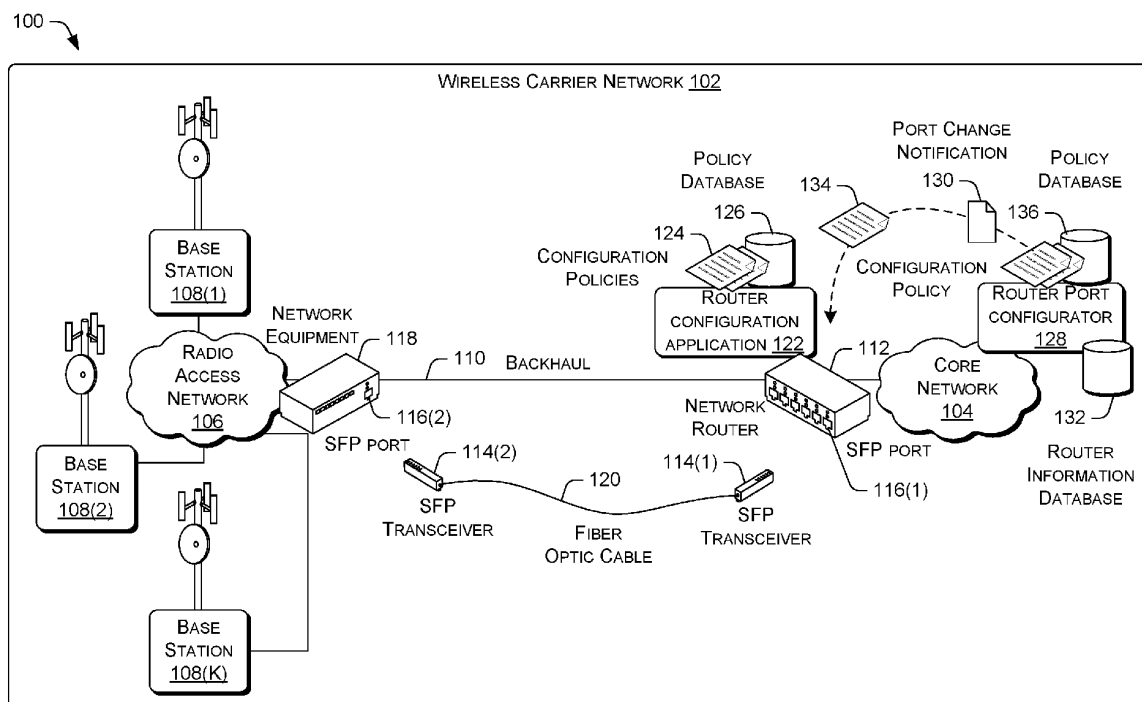 100
WIRELESS CARRIER NETWORK 102
BASE
STATION
108(1)
BASE
STATION
108(2)
BASE
STATION
108(K)
RADIO
ACCESS
NETWORK
106
NETWORK
EQUIPMENT
118
116(2)
SFP PORT
110
BACKHAUL
114(2)
SFP
TRANSCEIVER
120
FIBER
OPTIC CABLE
114(1)
SFP
TRANSCEIVER
POLICY
DATABASE
126
124
CONFIGURATION
POLICIES
ROUTER
CONFIGURATION
APPLICATION 122
134
PORT CHANGE
NOTIFICATION
130
CONFIGURATION
POLICY
POLICY
DATABASE
136
ROUTER PORT
CONFIGURATOR
128
112
NETWORK
ROUTER
SFP PORT
116(1)
CORE
NETWORK
104
132
ROUTER
INFORMATION
DATABASE